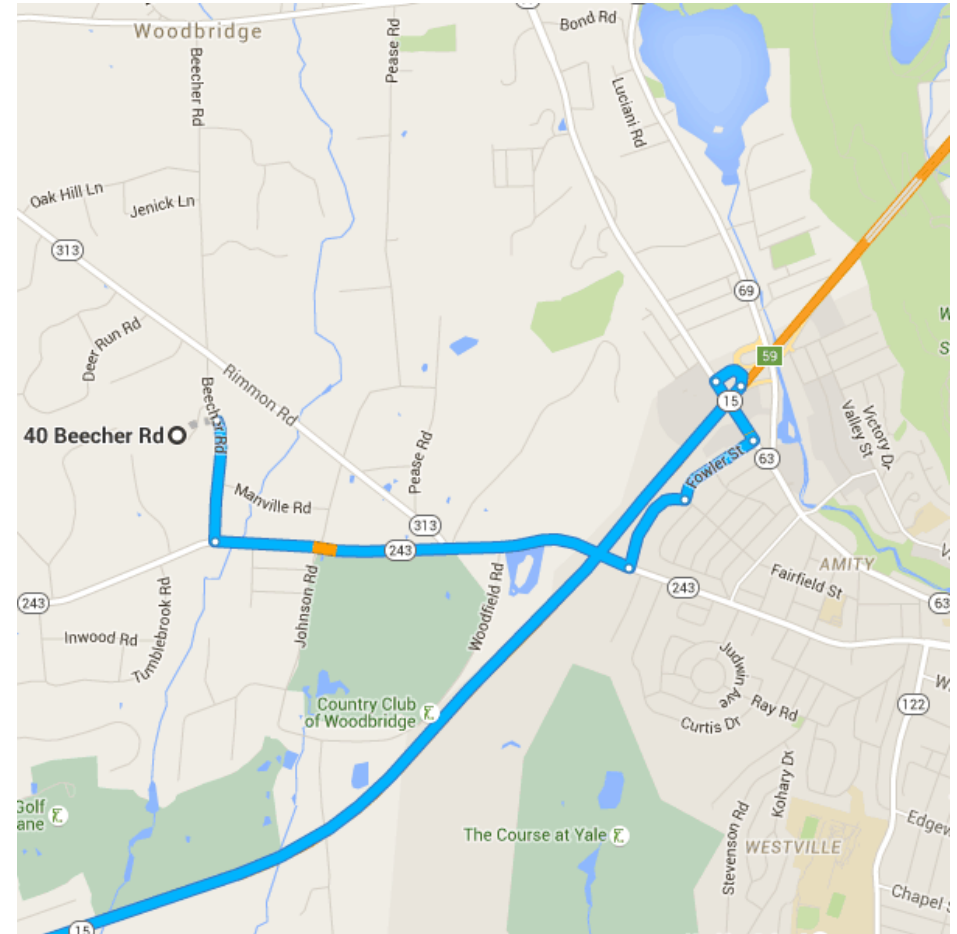 Woodbridge
Bond Rd
Beecher Rd
Pease Rd
Luciani Rd
Oak Hill Ln
Jenick Ln
313
69
Deer Run Rd
59
Rimmon Rd
15
Beecher Rd
40 Beecher Rd
Victory Dr
Valley St
Pease Rd
Fowler St
63
Manville Rd
313
243
AMITY
Woodfield Rd
Fairfield St
243
243
63
Johnson Rd
Tumblebrook Rd
Inwood Rd
Judwin
Ave
Ray Rd
122
Country Club
of Woodbridge
Curtis Dr
Kohary Dr
Golf
The Course at Yale
Stevenson Rd
WESTVILLE
Chapel
15